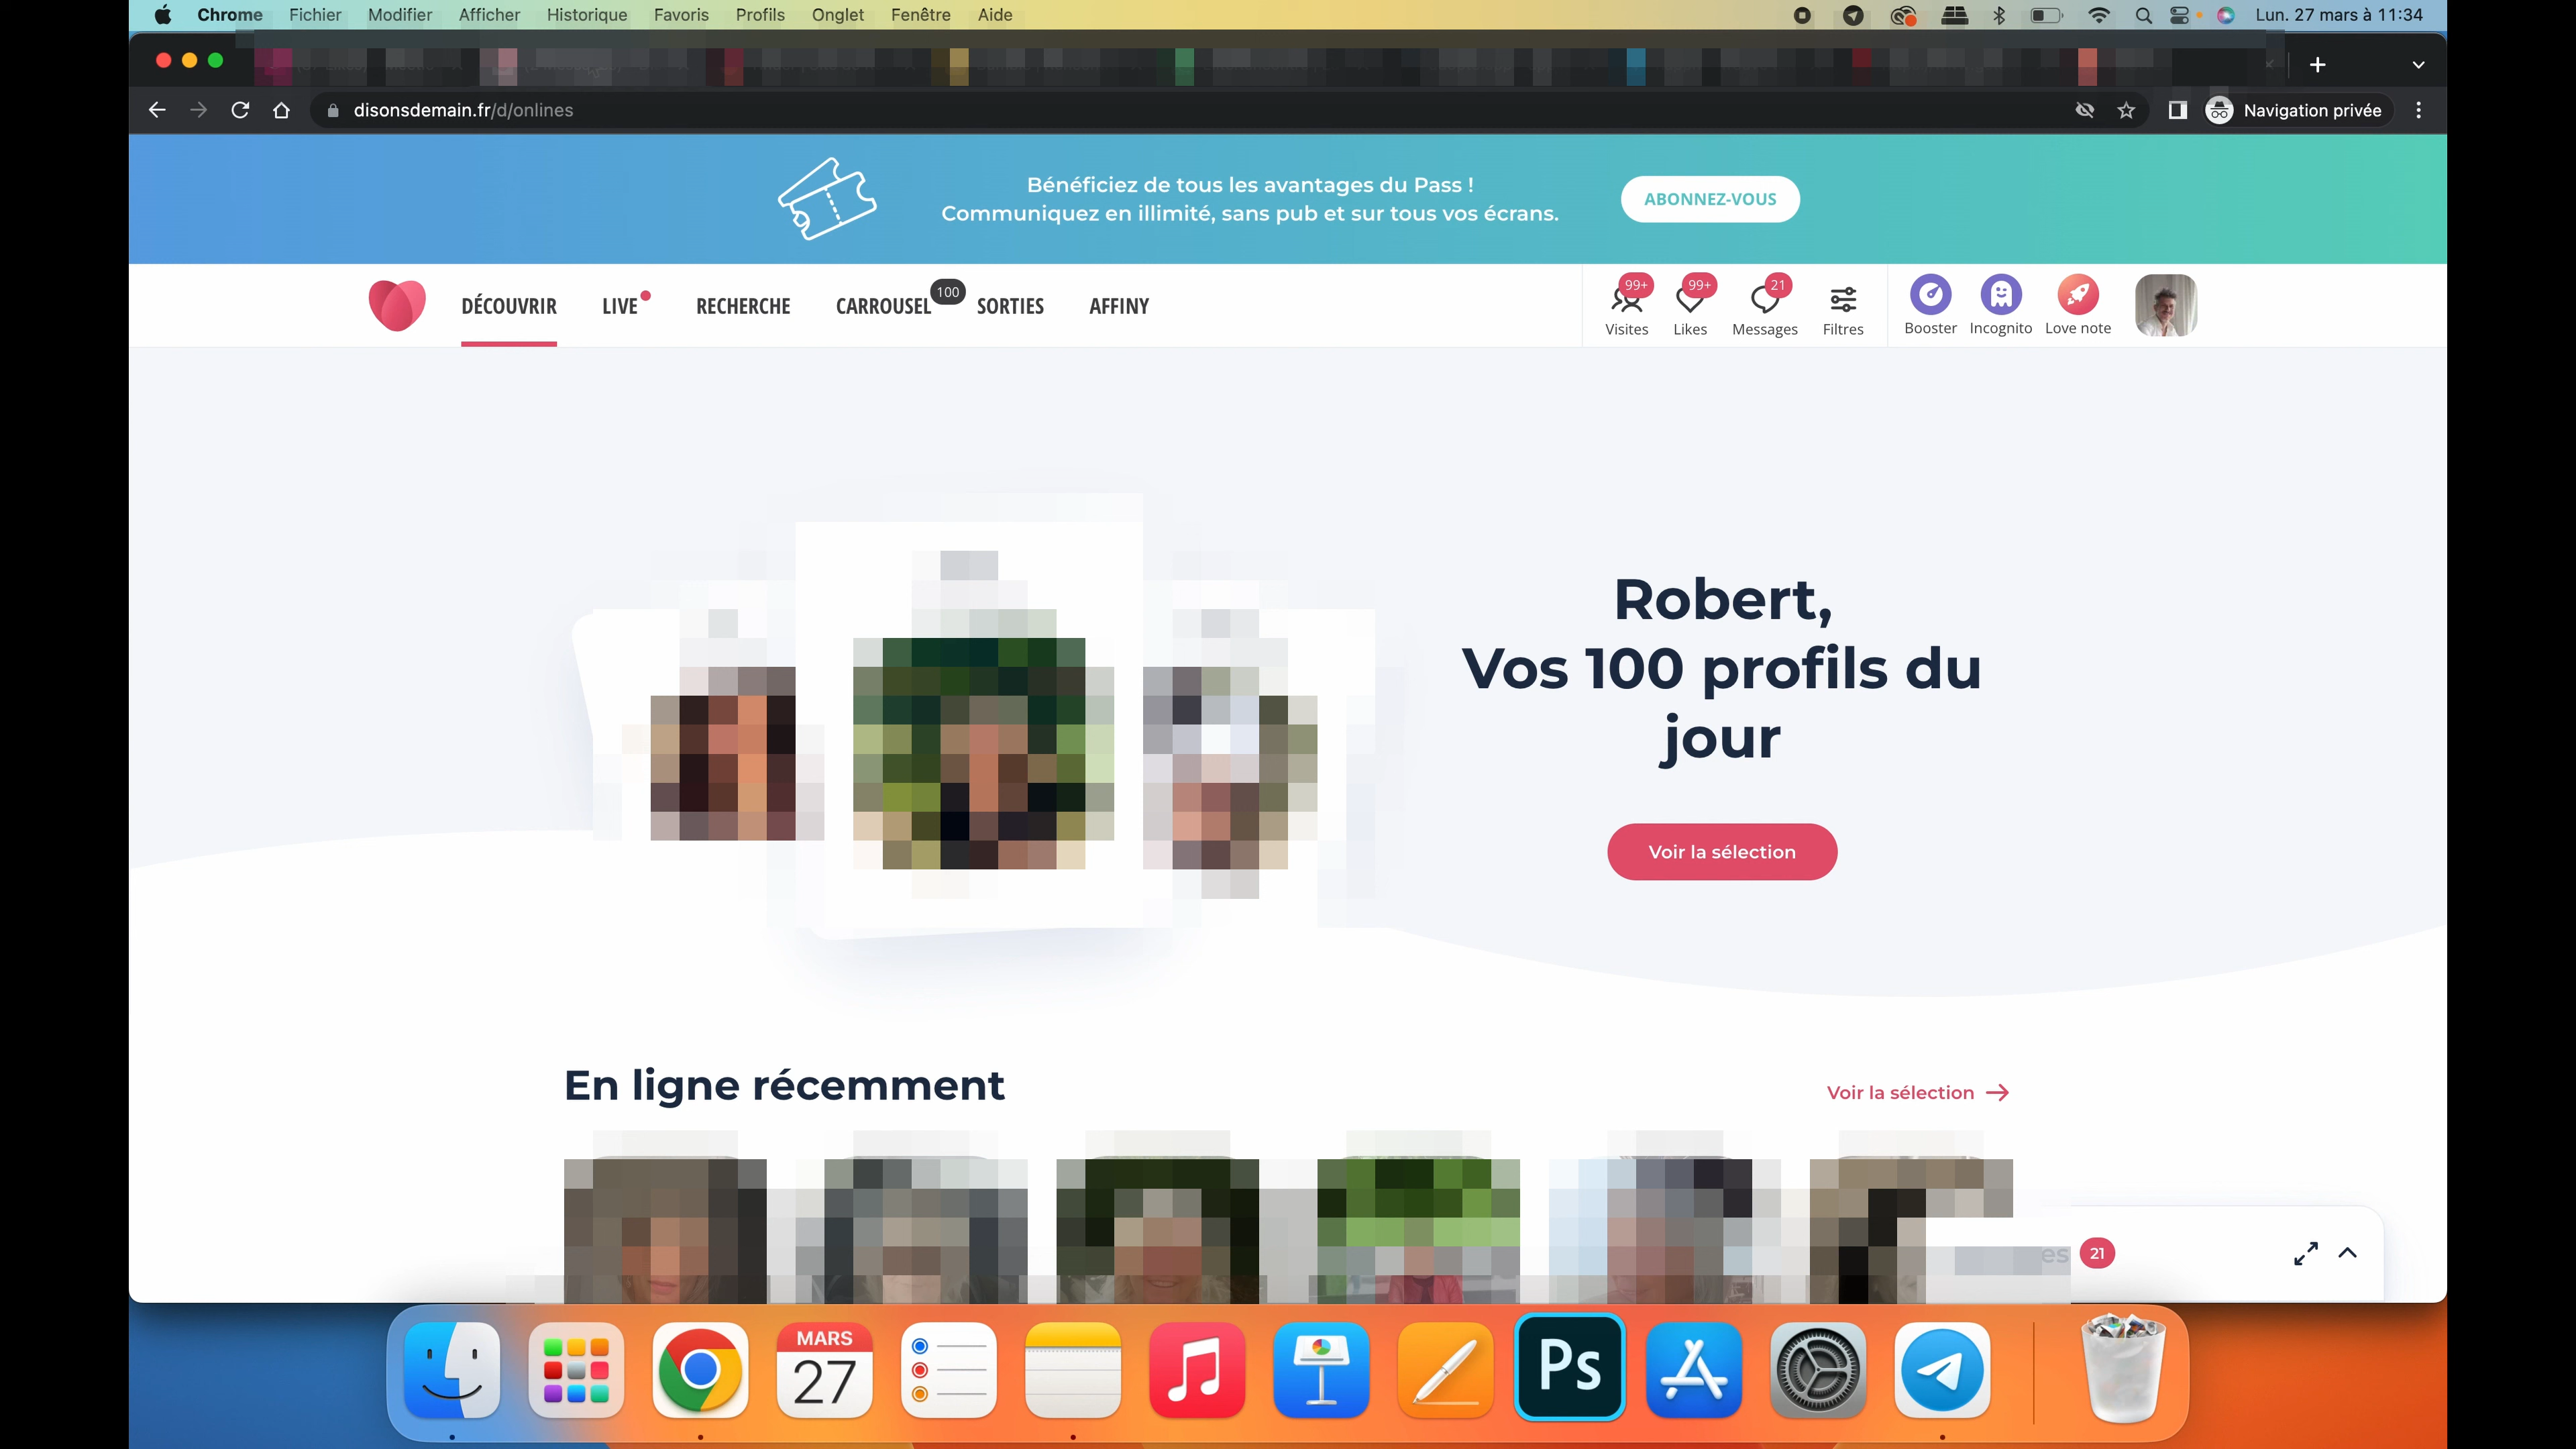 Chrome Fichier Modifier Afficher Historique Favoris Profils Onglet Fenêtre Aide Lun. 27 mars à 11:34
disonsdemain.fr/d/onlines Navigation privée
Bénéficiez de tous les avantages du Pass !
Communiquez en illimité, sans pub et sur tous vos écrans.
ABONNEZ-VOUS
DÉCOUVRIR LIVE RECHERCHE CARROUSEL 100 SORTIES AFFINY
99+ 99+ 21
Visites Likes Messages Filtres Booster Incognito Love note
Robert,
Vos 100 profils du
jour
Voir la sélection
En ligne récemment
Voir la sélection
es 21
MARS
27
Ps